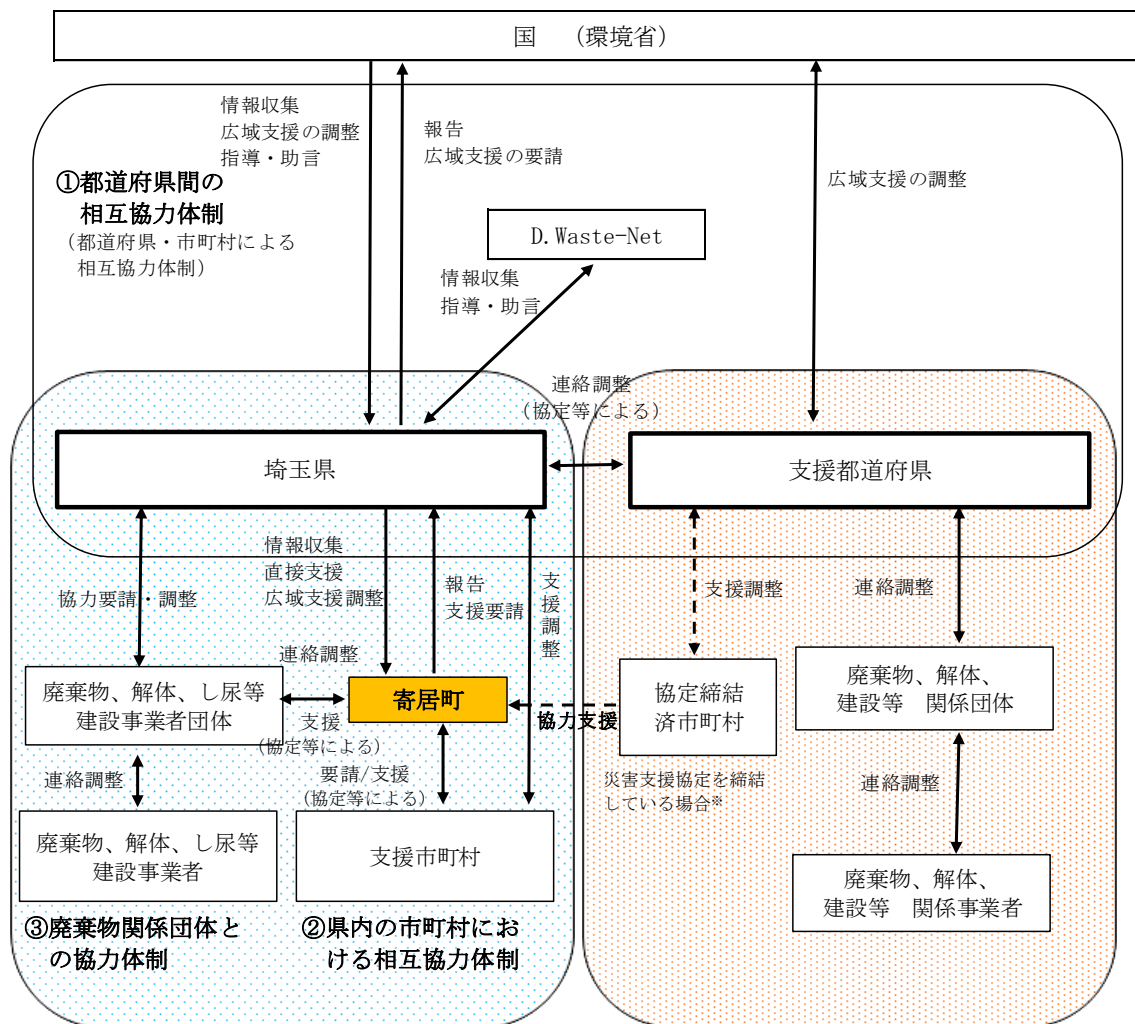 国　（環境省）
情報収集
広域支援の調整
指導・助言
報告
広域支援の要請
広域支援の調整
①都道府県間の
相互協力体制
（都道府県・市町村による
相互協力体制）
D.Waste-Net
情報収集
指導・助言
連絡調整
（協定等による）
埼玉県
支援都道府県
情報収集
直接支援
広域支援調整
協力要請・調整
報告
支援要請
支援調整
支援調整
連絡調整
連絡調整
廃棄物、解体、し尿等
建設事業者団体
寄居町
協力支援
協定締結
済市町村
廃棄物、解体、
建設等　関係団体
支援
（協定等による）
要請/支援
（協定等による）
連絡調整
災害支援協定を締結
している場合※
連絡調整
廃棄物、解体、し尿等
建設事業者
支援市町村
廃棄物、解体、
建設等　関係事業者
③廃棄物関係団体と
の協力体制
②県内の市町村にお
ける相互協力体制